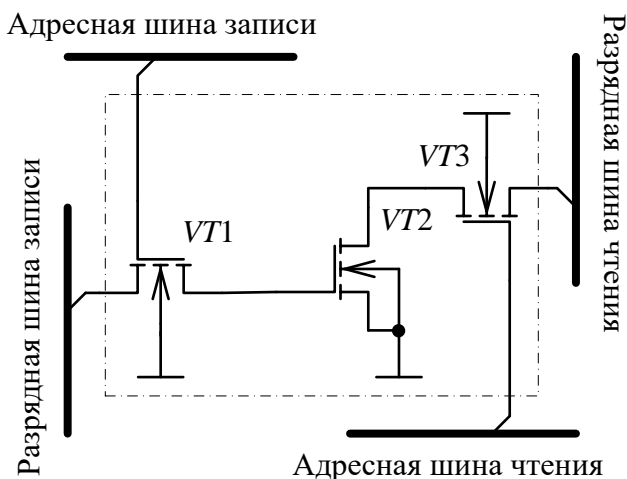 Адресная шина записи
Разрядная шина чтения
VT3
VT1
VT2
Разрядная шина записи
Адресная шина чтения